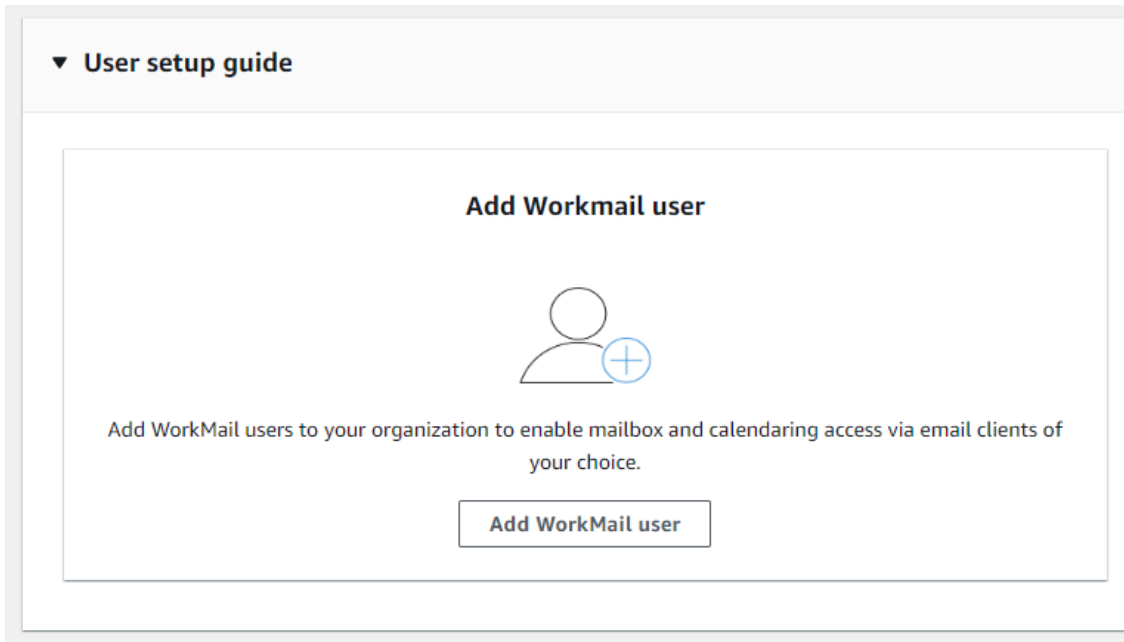 User setup guide
Add Workmail user
Add WorkMail users to your organization to enable mailbox and calendaring access via email clients of
your choice.
Add WorkMail user